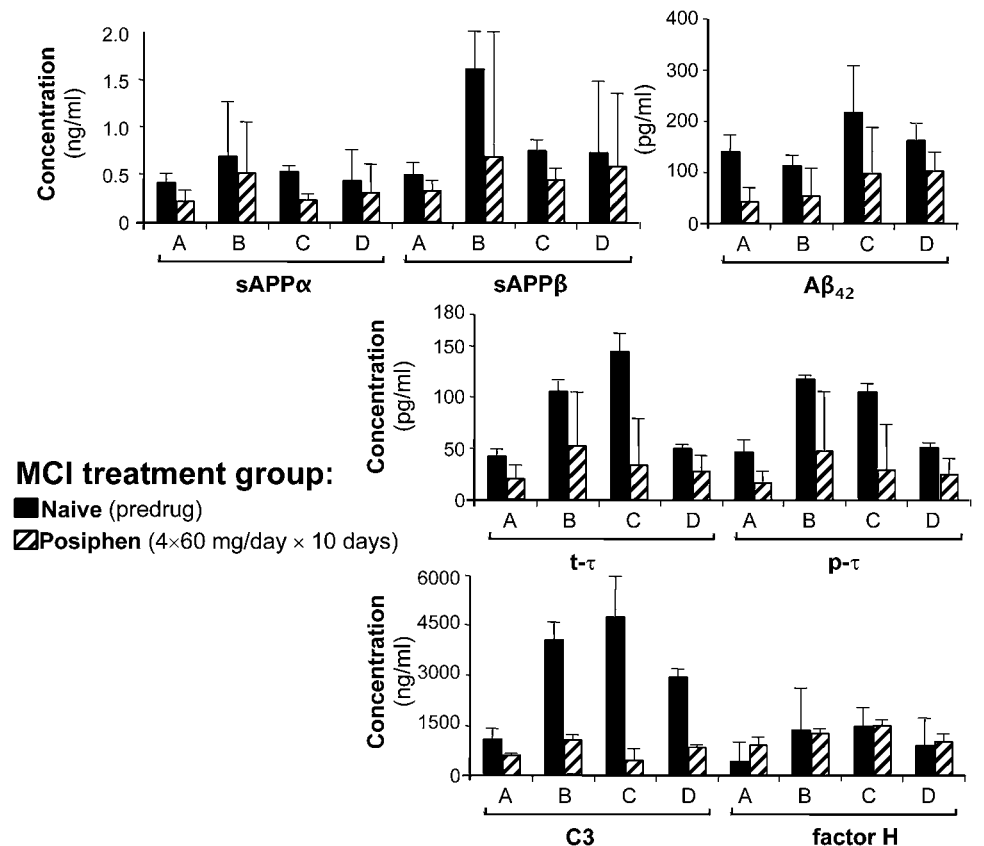 Concentration
(ng/ml)
2.0
1.5
1.0
0.5
0
A B C D A B C D
sAPPα sAPPβ
(pg/ml)
400
300
200
100
0
A B C D
Aβ42
Concentration
(pg/ml)
180
150
100
50
0
A B C D A B C D
t-τ p-τ
MCI treatment group:
Naive (predrug)
Posiphen (4×60 mg/day × 10 days)
Concentration
(ng/ml)
6000
4500
3000
1500
0
A B C D A B C D
C3 factor H